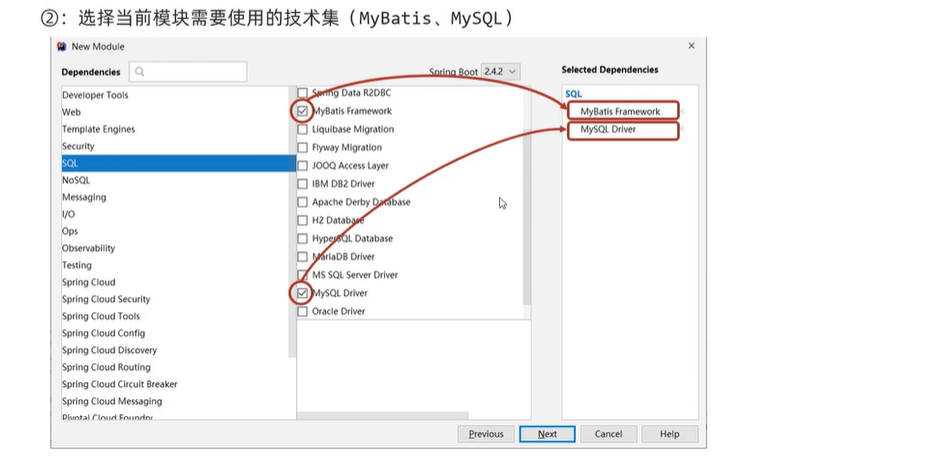 ②：选择当前模块需要使用的技术集（MyBatis、MySQL）
New Module
Dependencies
Spring Boot 2.4.2
Selected Dependencies
Developer Tools
Web
Template Engines
Security
SQL
NoSQL
Messaging
I/O
Ops
Observability
Testing
Spring Cloud
Spring Cloud Security
Spring Cloud Tools
Spring Cloud Config
Spring Cloud Discovery
Spring Cloud Routing
Spring Cloud Circuit Breaker
Spring Cloud Messaging
Pivotal Cloud Foundry
Spring Data R2DBC
MyBatis Framework
Liquibase Migration
Flyway Migration
JOOQ Access Layer
IBM DB2 Driver
Apache Derby Database
H2 Database
HyperSQL Database
MariaDB Driver
MS SQL Server Driver
MySQL Driver
Oracle Driver
SQL
MyBatis Framework
MySQL Driver
Previous
Next
Cancel
Help